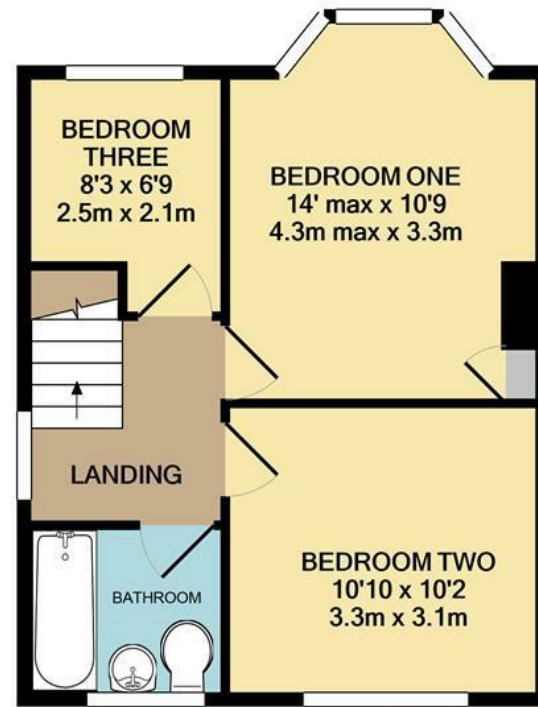 BEDROOM
THREE
8'3 x 6'9
2.5m x 2.1m
BEDROOM ONE
14' max x 10'9
4.3m max x 3.3m
LANDING
BATHROOM
BEDROOM TWO
10'10 x 10'2
3.3m x 3.1m